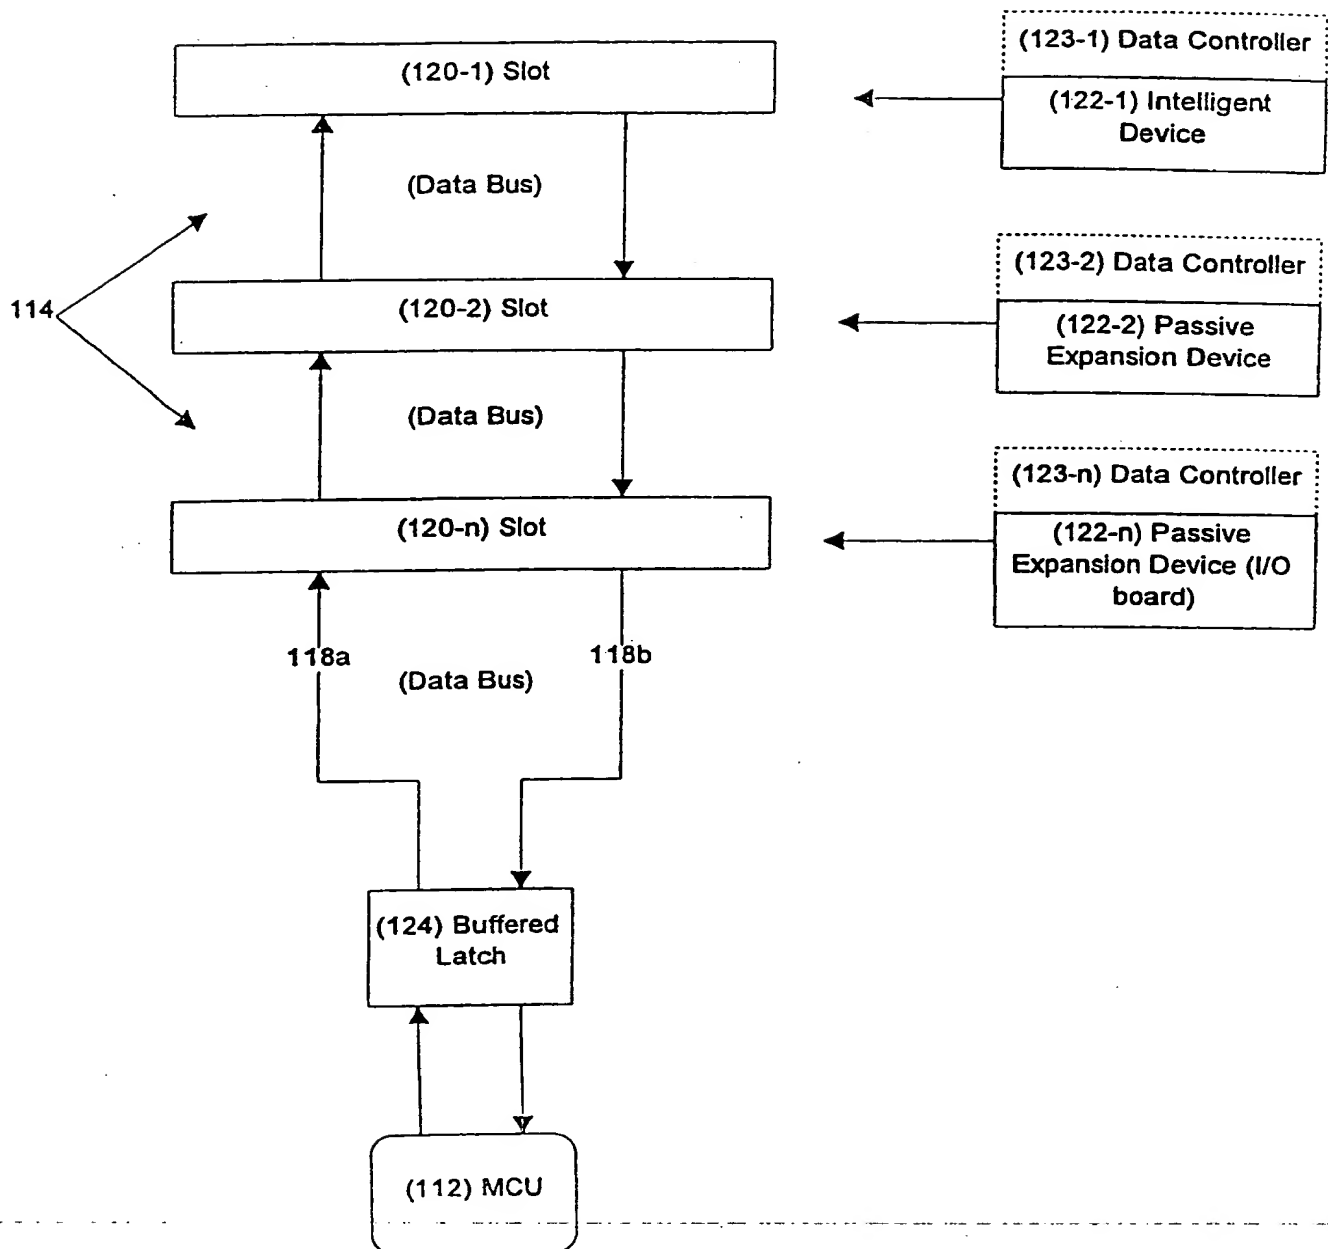 (120-1) Slot
(123-1) Data Controller
(122-1) Intelligent
Device
(Data Bus)
(123-2) Data Controller
114
(120-2) Slot
(122-2) Passive
Expansion Device
(Data Bus)
(123-n) Data Controller
(120-n) Slot
(122-n) Passive
Expansion Device (I/O
board)
118a
118b
(Data Bus)
(124) Buffered
Latch
(112) MCU